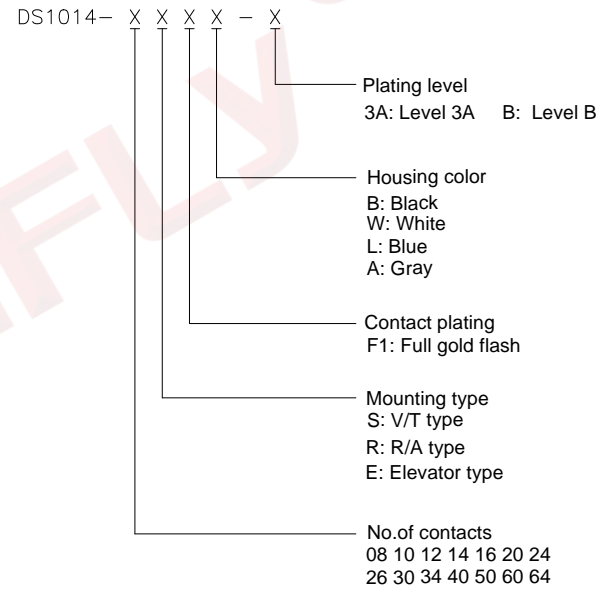 DS1014- X X X X - X
Plating level
3A: Level 3A B: Level B
Housing color
B: Black
W: White
L: Blue
A: Gray
Contact plating
F1: Full gold flash
Mounting type
S: V/T type
R: R/A type
E: Elevator type
No.of contacts
08 10 12 14 16 20 24
26 30 34 40 50 60 64